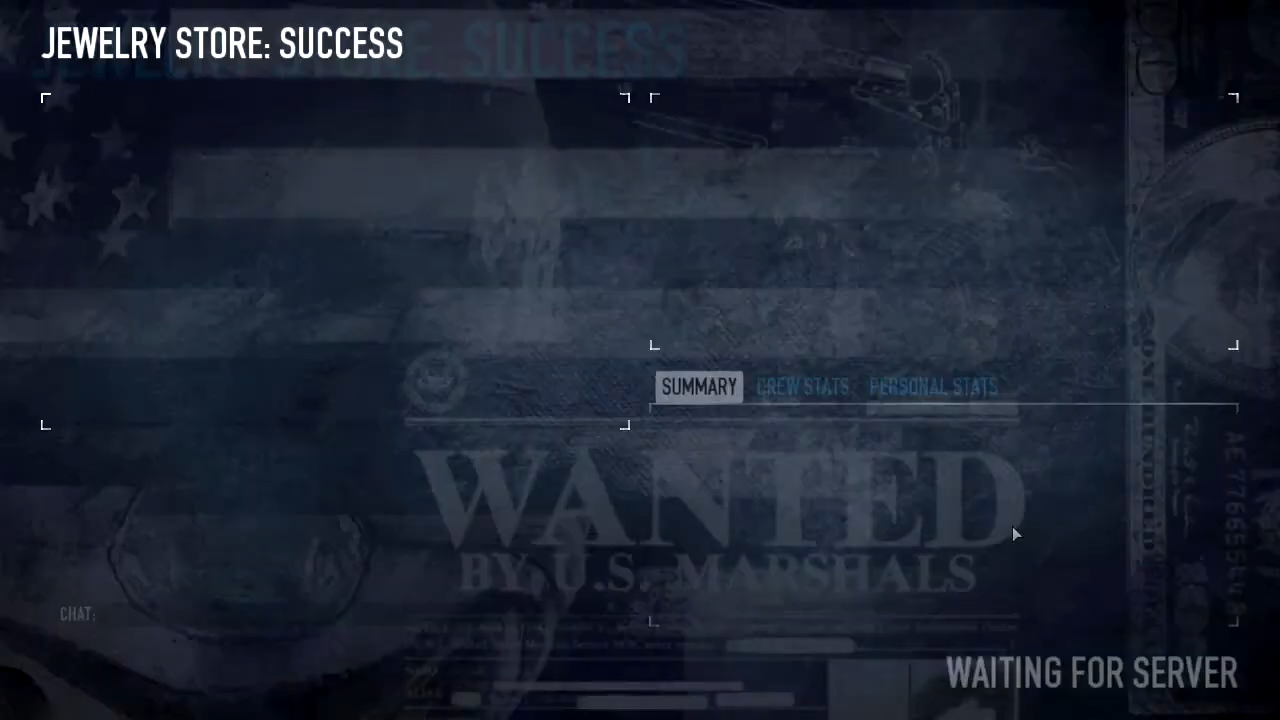 JEWELRY STORE: SUCCESS
SUMMARY CREW STATS PERSONAL STATS
WANTED
BY U.S. MARSHALS
CHAT:
WAITING FOR SERVER